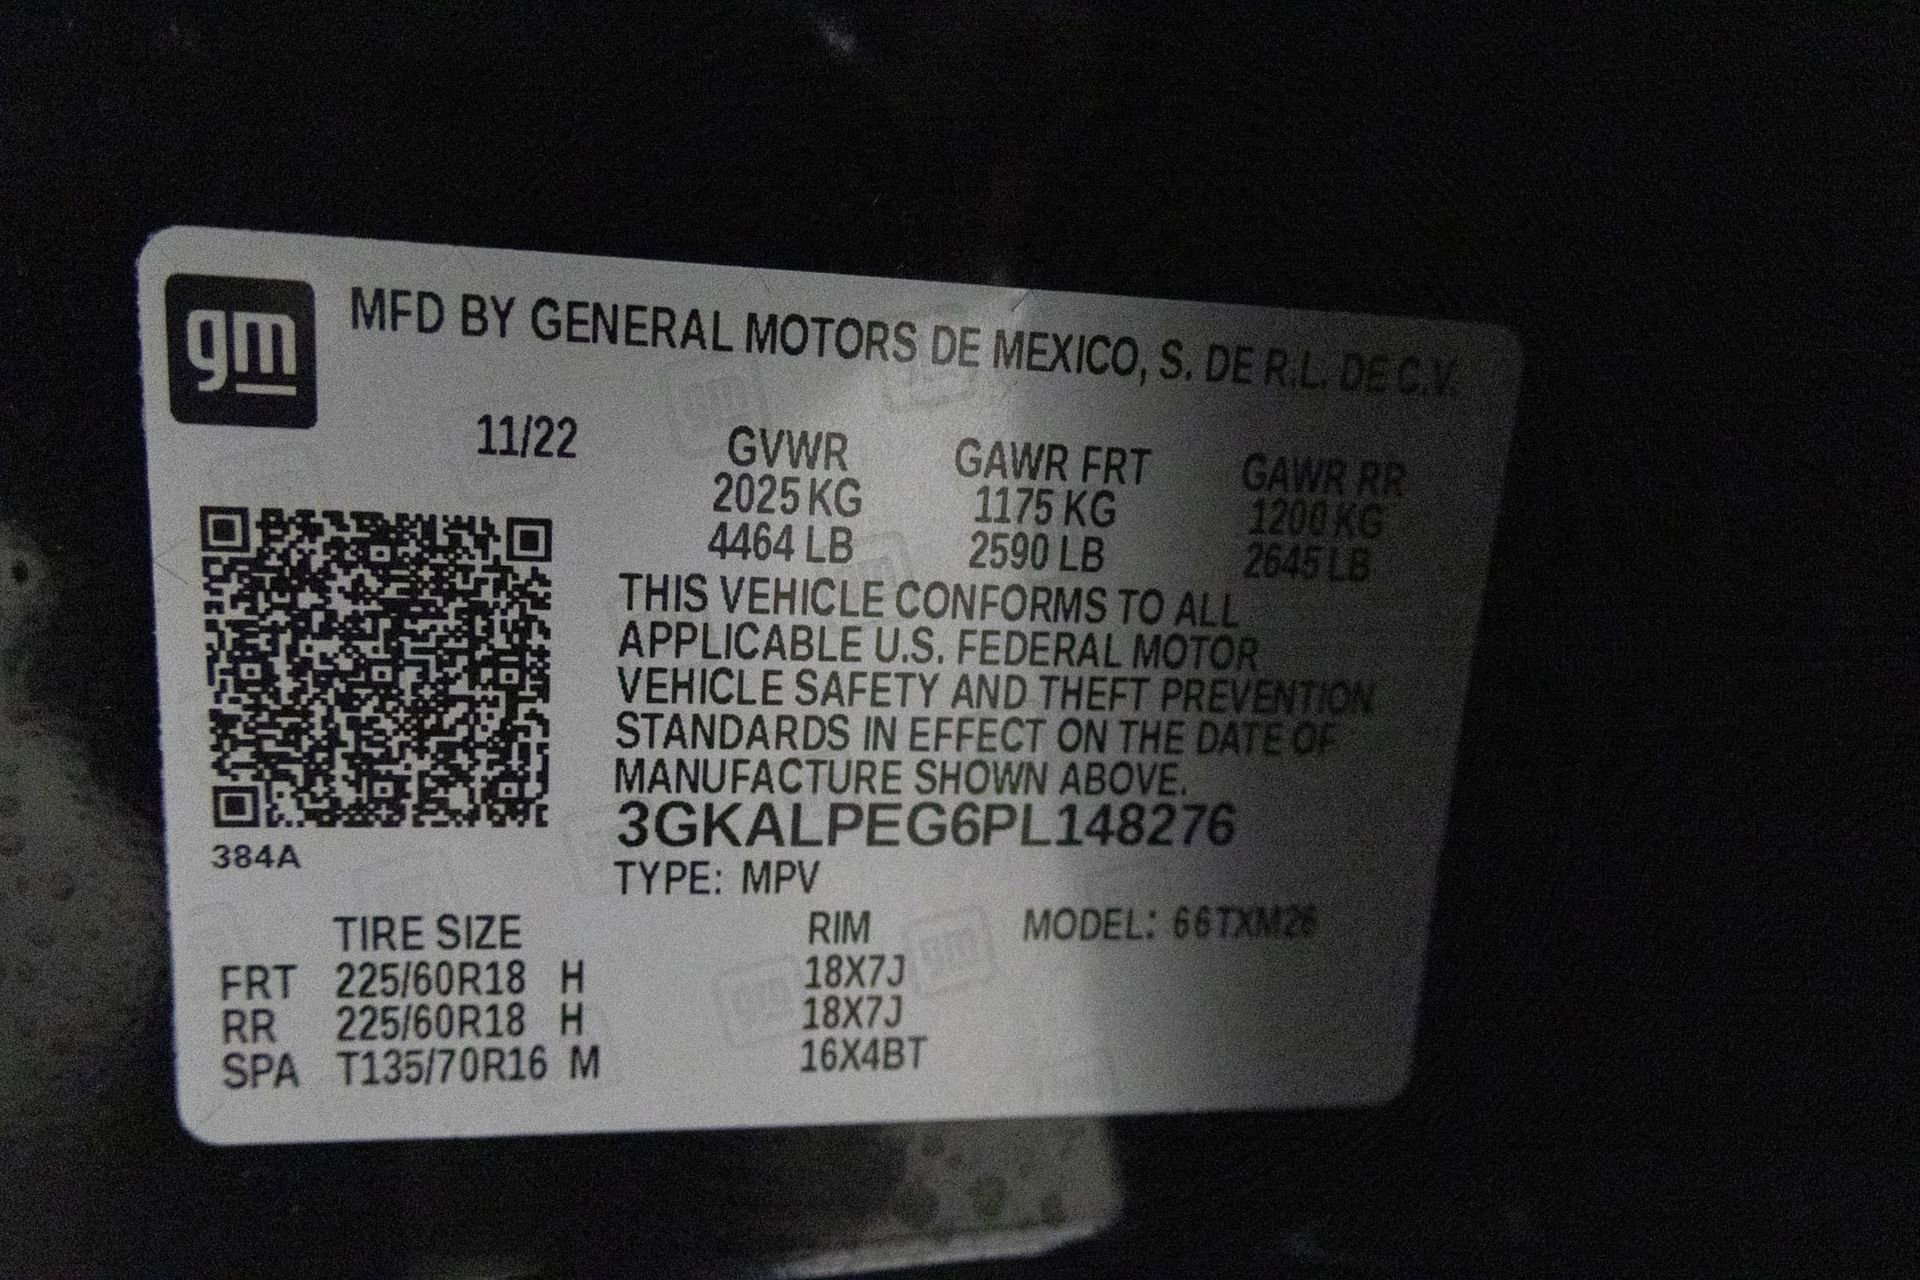 gm
MFD BY GENERAL MOTORS DE MEXICO, S. DE R.L. DE C.V.
11/22 GVWR GAWR FRT GAWR RR
2025 KG 1175 KG 1200 KG
4464 LB 2590 LB 2645 LB
THIS VEHICLE CONFORMS TO ALL
APPLICABLE U.S. FEDERAL MOTOR
VEHICLE SAFETY AND THEFT PREVENTION
STANDARDS IN EFFECT ON THE DATE OF
MANUFACTURE SHOWN ABOVE.
3GKALPEG6PL148276
384A
TYPE: MPV
TIRE SIZE RIM MODEL: 66TXM26
FRT 225/60R18 H 18X7J
RR 225/60R18 H 18X7J
SPA T135/70R16 M 16X4BT